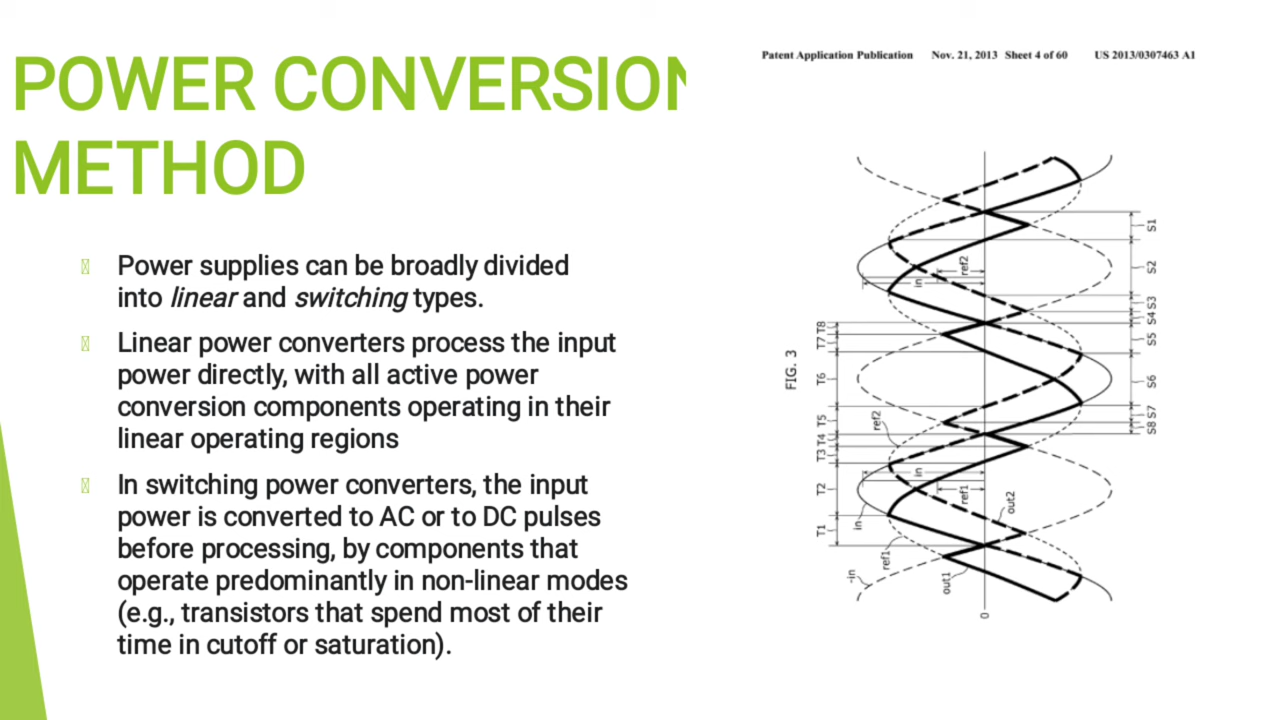 POWER CONVERSION
METHOD
Power supplies can be broadly divided
into linear and switching types.
Linear power converters process the input
power directly, with all active power
conversion components operating in their
linear operating regions
In switching power converters, the input
power is converted to AC or to DC pulses
before processing, by components that
operate predominantly in non-linear modes
(e.g., transistors that spend most of their
time in cutoff or saturation).
Patent Application Publication Nov. 21, 2013 Sheet 4 of 60 US 2013/0307463 A1
FIG. 3
T1
T2
T3
T4
T5
T6
T7
T8
S1
S2
S3
S4
S5
S6
S7
S8
in
ref2
ref2
in
ref1
in
ref1
-in
out1
out2
0